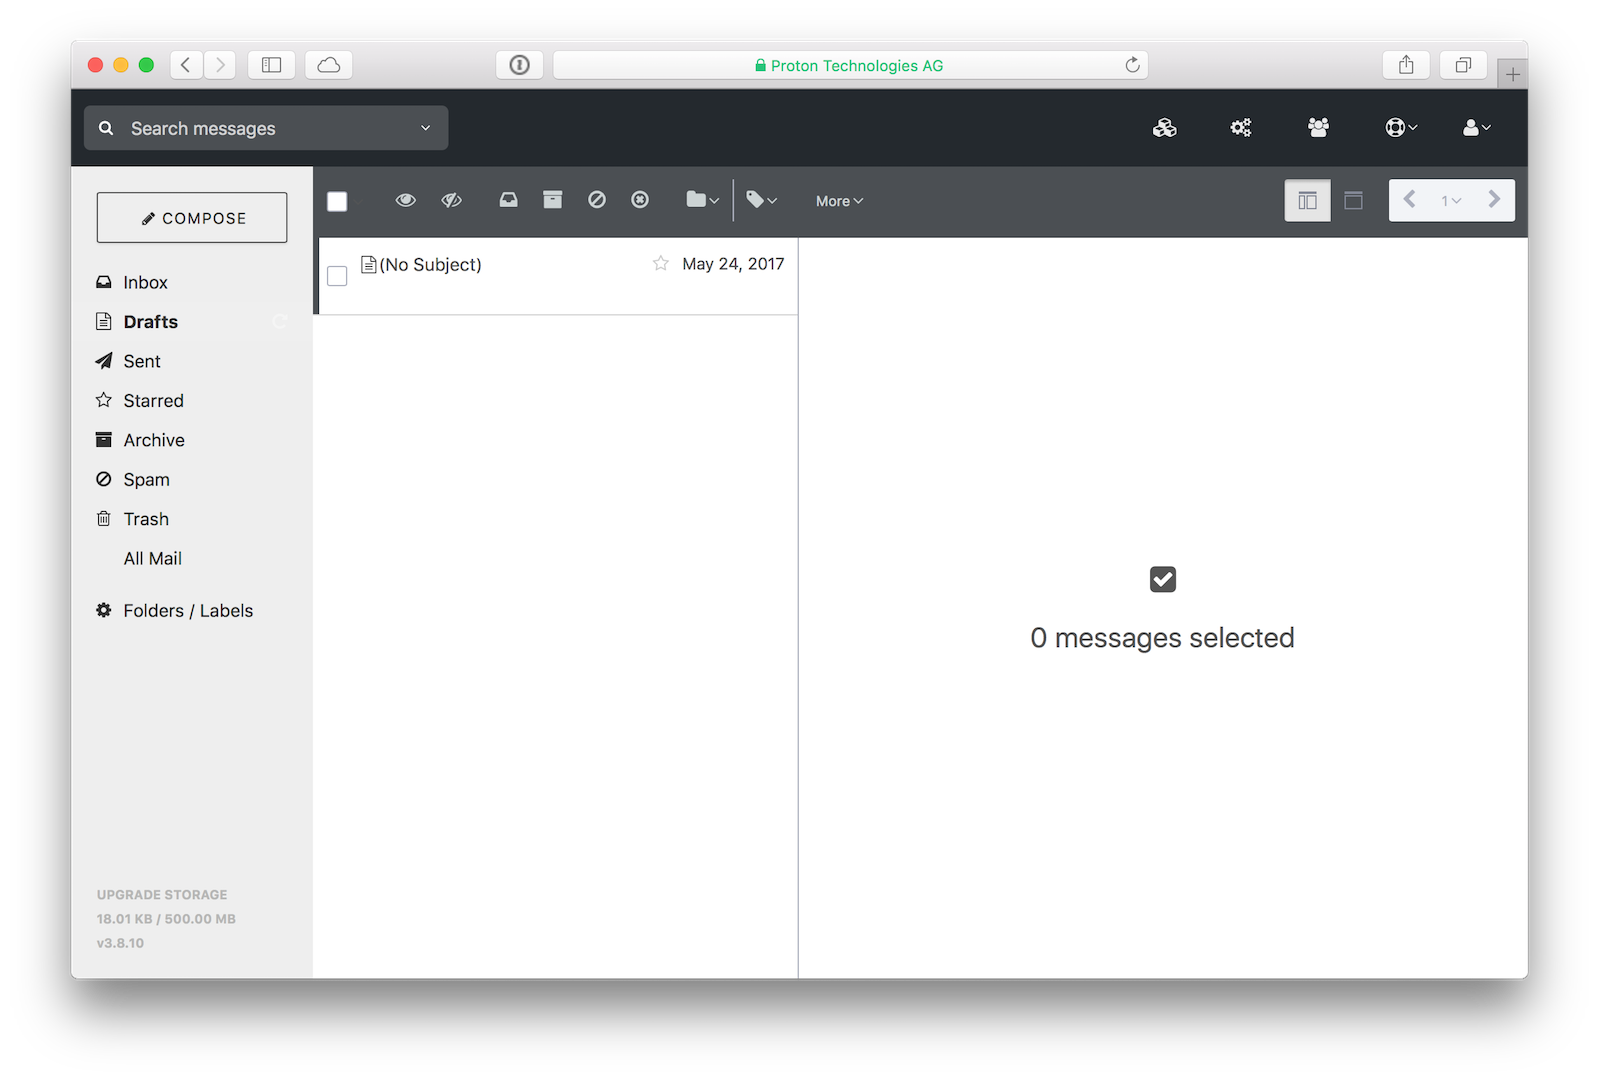 Proton Technologies AG
Search messages
COMPOSE
More
1
Inbox
Drafts
Sent
Starred
Archive
Spam
Trash
All Mail
Folders / Labels
(No Subject) May 24, 2017
0 messages selected
UPGRADE STORAGE
18.01 KB / 500.00 MB
v3.8.10